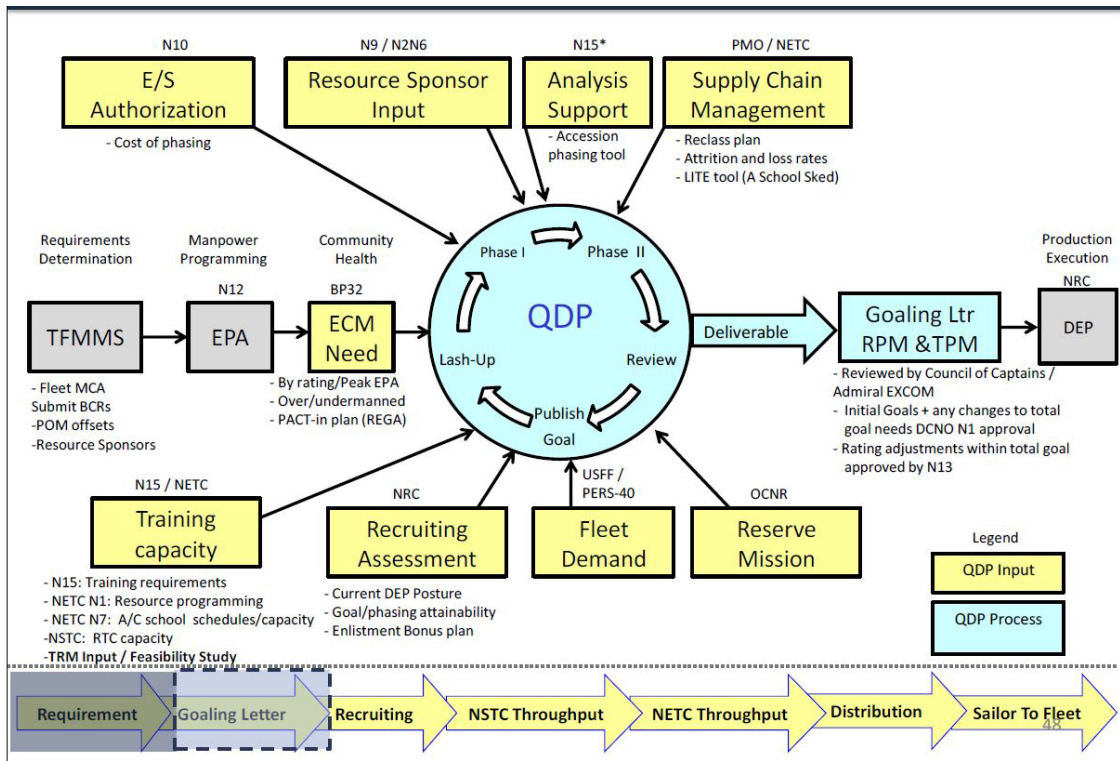 N10
E/S
Authorization
- Cost of phasing
N9 / N2N6
Resource Sponsor
Input
N15*
Analysis
Support
- Accession
phasing tool
PMO / NETC
Supply Chain
Management
- Reclass plan
- Attrition and loss rates
- LITE tool (A School Sked)
Requirements
Determination
TFMMS
- Fleet MCA
Submit BCRs
-POM offsets
-Resource Sponsors
Manpower
Programming
N12
EPA
Community
Health
BP32
ECM
Need
- By rating/Peak EPA
- Over/undermanned
- PACT-in plan (REGA)
Phase I
Phase II
QDP
Lash-Up
Review
Publish
Goal
Deliverable
Goaling Ltr
RPM &TPM
- Reviewed by Council of Captains /
Admiral EXCOM
- Initial Goals + any changes to total
goal needs DCNO N1 approval
- Rating adjustments within total goal
approved by N13
Production
Execution
NRC
DEP
N15 / NETC
Training
capacity
- N15: Training requirements
- NETC N1: Resource programming
- NETC N7: A/C school schedules/capacity
-NSTC: RTC capacity
-TRM Input / Feasibility Study
NRC
Recruiting
Assessment
- Current DEP Posture
- Goal/phasing attainability
- Enlistment Bonus plan
USFF /
PERS-40
Fleet
Demand
OCNR
Reserve
Mission
Legend
QDP Input
QDP Process
Requirement
Goaling Letter
Recruiting
NSTC Throughput
NETC Throughput
Distribution
Sailor To Fleet
48